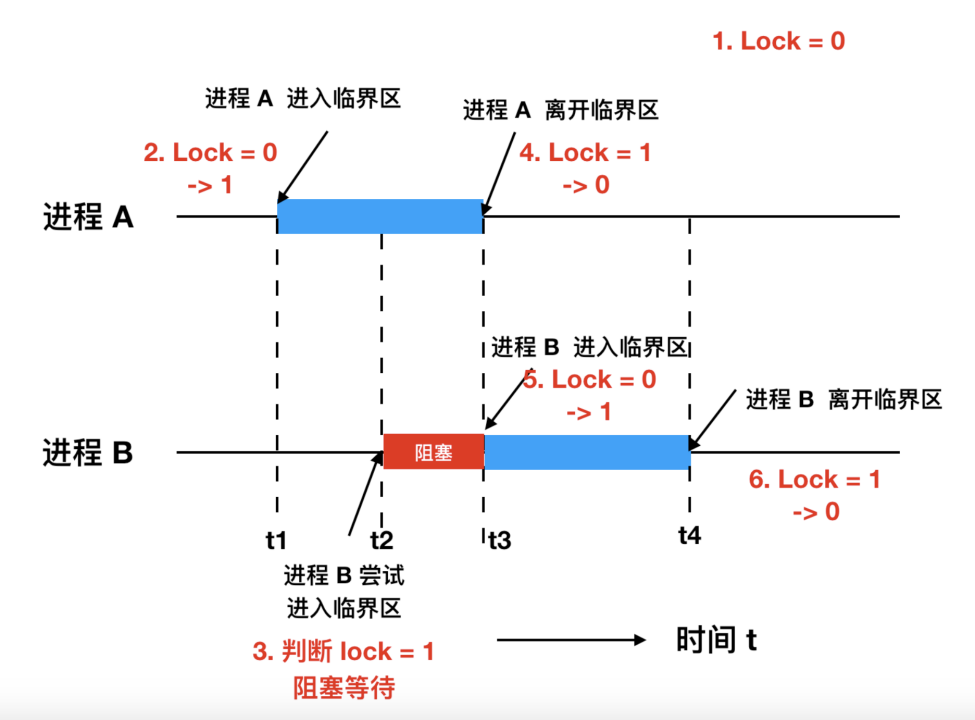 1. Lock = 0
进程 A 进入临界区
进程 A 离开临界区
2. Lock = 0
-> 1
4. Lock = 1
-> 0
进程 A
进程 B 进入临界区
5. Lock = 0
-> 1
进程 B 离开临界区
进程 B
阻塞
6. Lock = 1
-> 0
t1
t2
t3
t4
进程 B 尝试
进入临界区
3. 判断 lock = 1
阻塞等待
时间 t